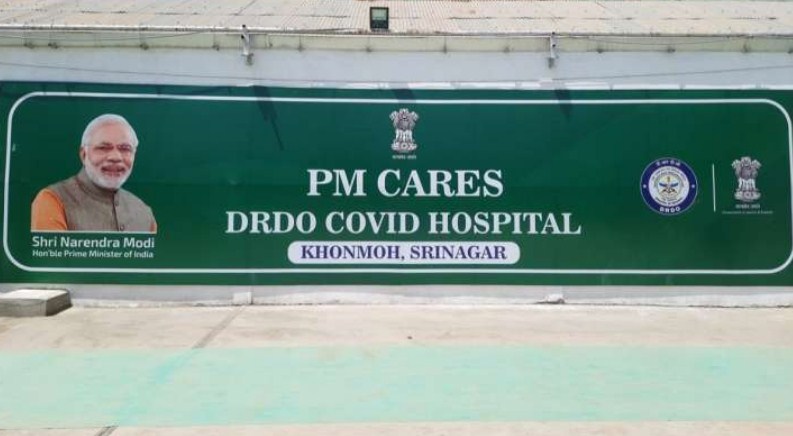 PM CARES
DRDO COVID HOSPITAL
KHONMOH, SRINAGAR
Shri Narendra Modi
Hon'ble Prime Minister of India
DRDO